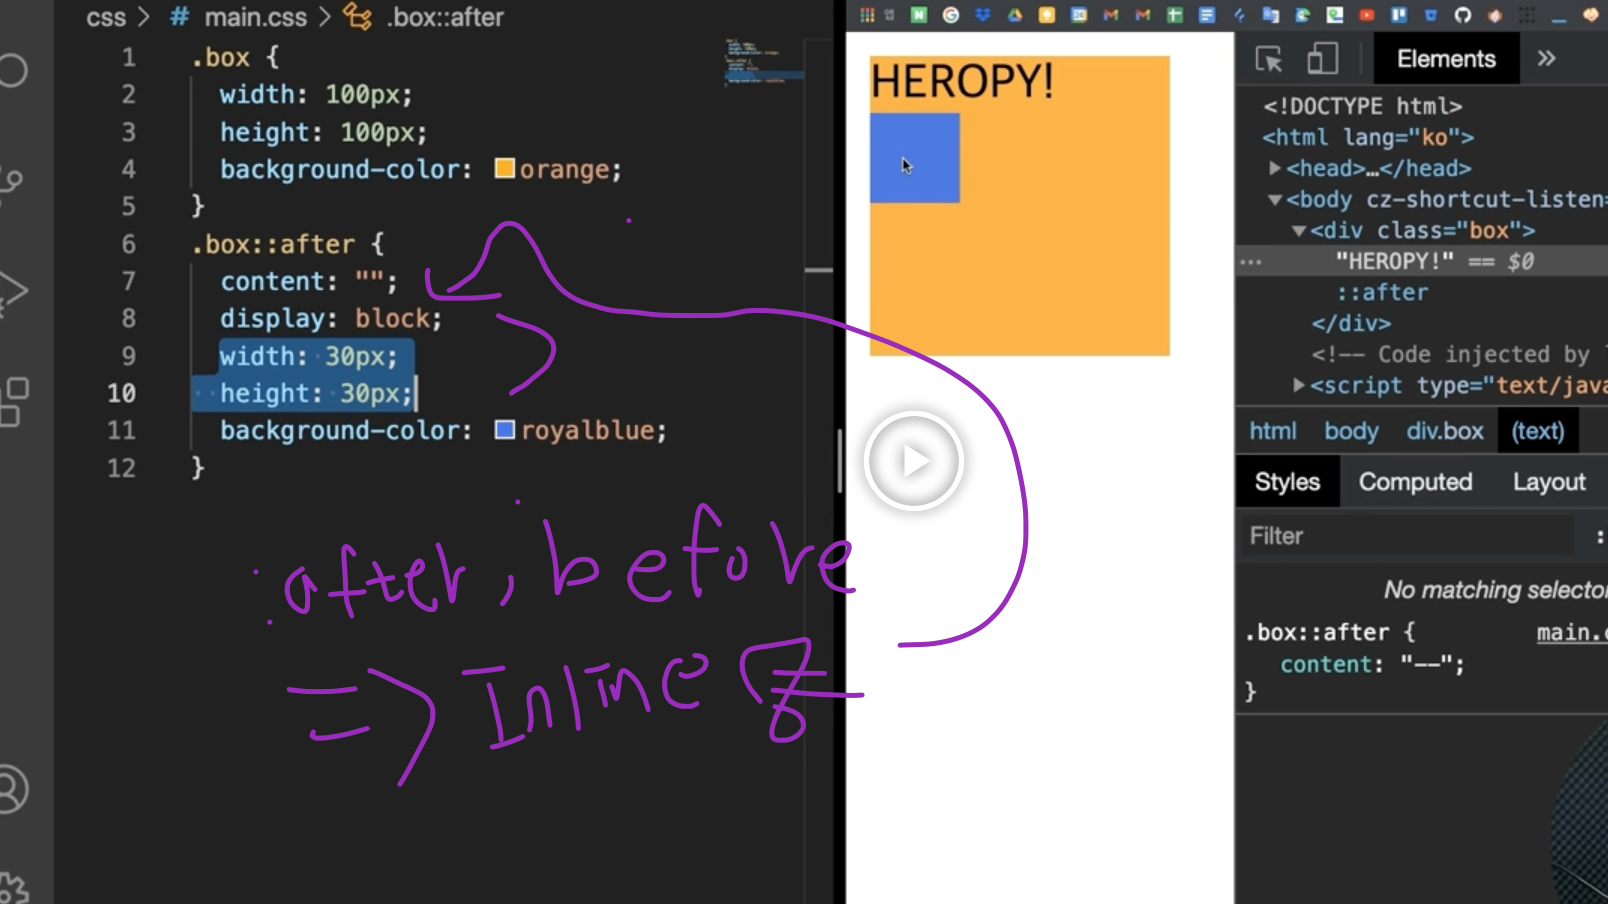 css > # main.css > .box::after
1 .box {
2 width: 100px;
3 height: 100px;
4 background-color: orange;
5 }
6 .box::after {
7 content: "";
8 display: block;
9 width: 30px;
10 height: 30px;
11 background-color: royalblue;
12 }
:after, before
=> Inline
HEROPY!
Elements »
<!DOCTYPE html>
<html lang="ko">
▶<head>…</head>
▼<body cz-shortcut-listen=
▼<div class="box">
··· "HEROPY!" == $0
::after
</div>
<!-- Code injected by
▶<script type="text/java
html body div.box (text)
Styles Computed Layout
Filter :
No matching selector
.box::after { main.c
content: "--";
}